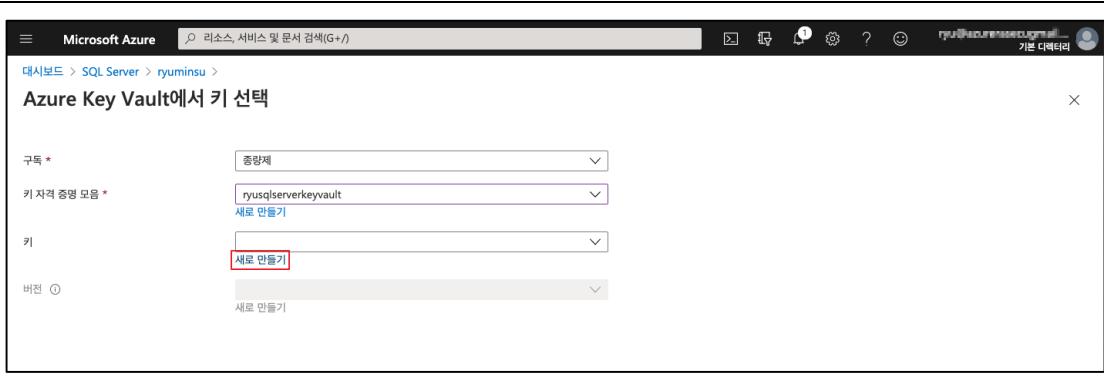 Microsoft Azure
리소스, 서비스 및 문서 검색(G+/)
1
기본 디렉터리
대시보드 > SQL Server > ryuminsu >
Azure Key Vault에서 키 선택
구독 *
종량제
키 자격 증명 모음 *
ryusqlserverkeyvault
새로 만들기
키
새로 만들기
버전
새로 만들기